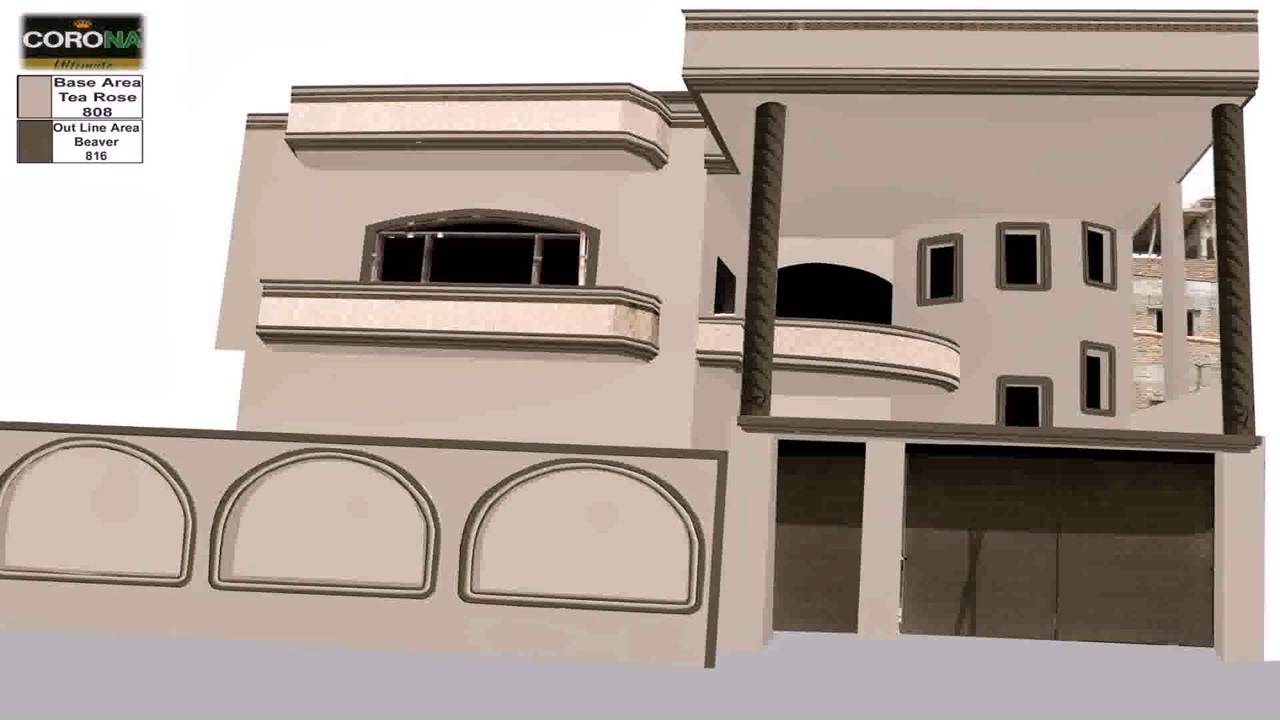 CORONA
Ultimate
Base Area
Tea Rose
808
Out Line Area
Beaver
816